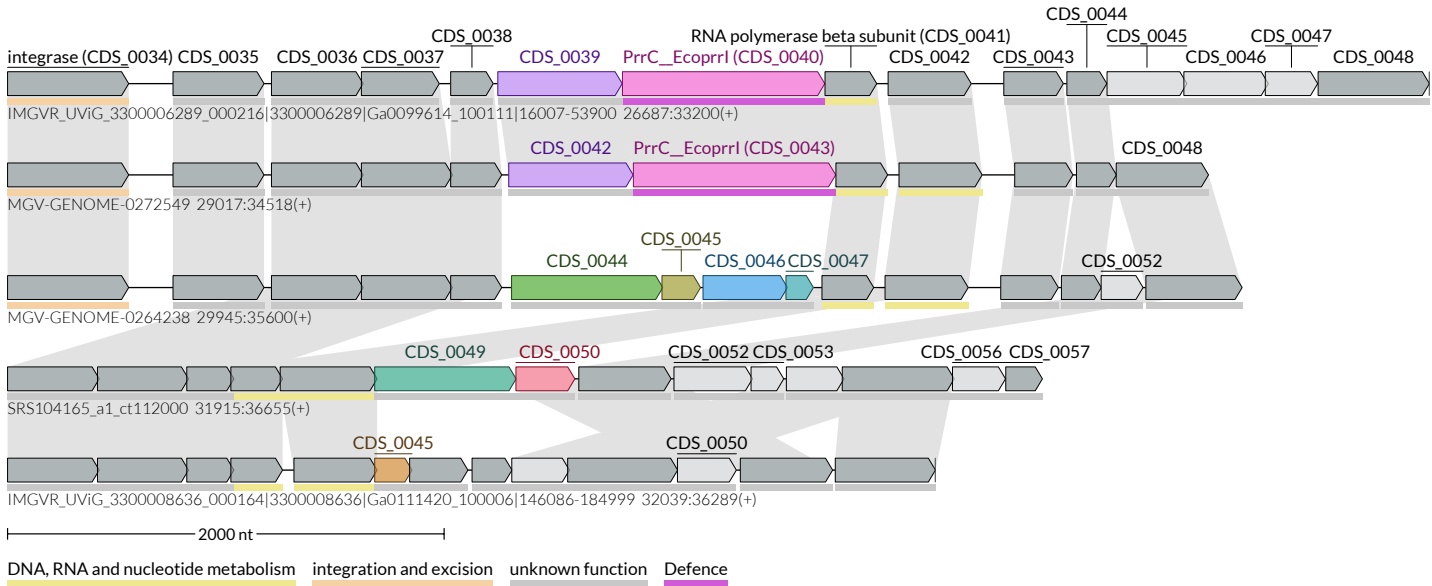 CDS_0044
CDS_0038 RNA polymerase beta subunit (CDS_0041) CDS_0045 CDS_0047
integrase (CDS_0034) CDS_0035 CDS_0036 CDS_0037 CDS_0039 PrrC_EcoprrI (CDS_0040) CDS_0042 CDS_0043 CDS_0046 CDS_0048
IMGVR_UViG_3300006289_000216|3300006289|Ga0099614_100111|16007-53900 26687:33200(+)
CDS_0042 PrrC_EcoprrI (CDS_0043) CDS_0048
MGV-GENOME-0272549 29017:34518(+)
CDS_0045
CDS_0044 CDS_0046 CDS_0047 CDS_0052
MGV-GENOME-0264238 29945:35600(+)
CDS_0049 CDS_0050 CDS_0052 CDS_0053 CDS_0056 CDS_0057
SRS104165_a1_ct112000 31915:36655(+)
CDS_0045 CDS_0050
IMGVR_UViG_3300008636_000164|3300008636|Ga0111420_100006|146086-184999 32039:36289(+)
2000 nt
DNA, RNA and nucleotide metabolism integration and excision unknown function Defence